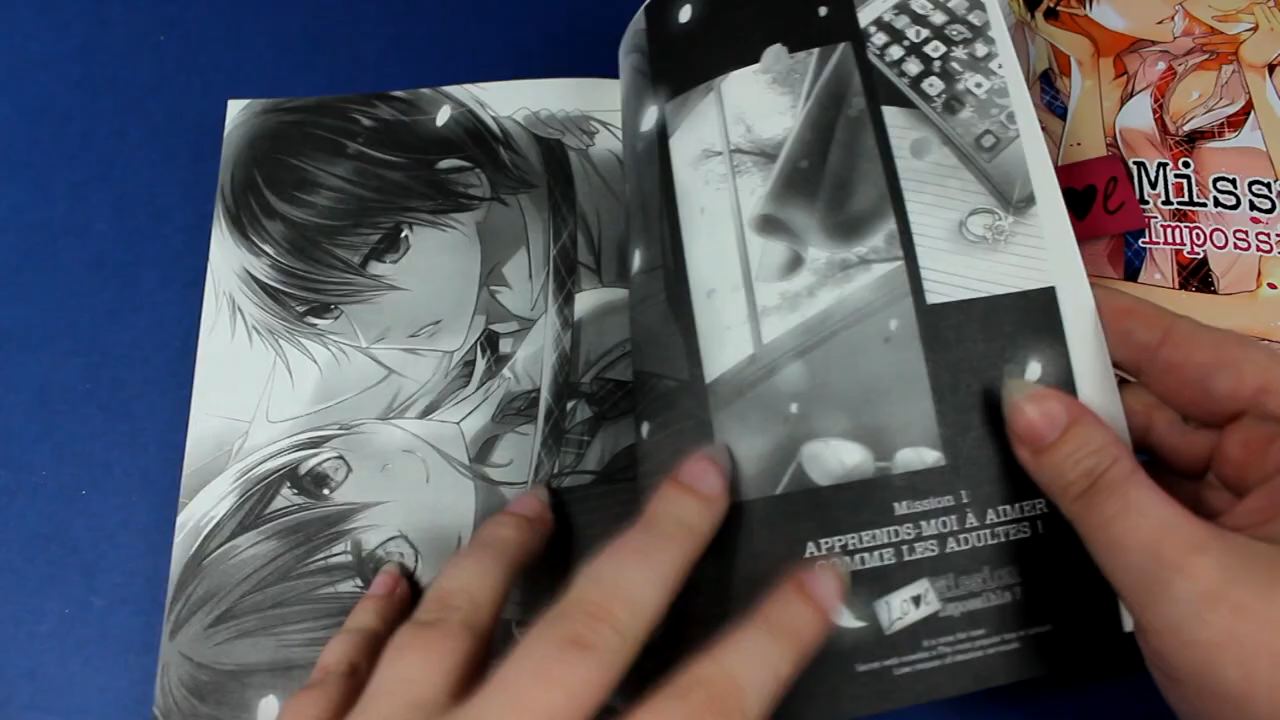 Mission 1
APPRENDS-MOI À AIMER
COMME LES ADULTES !
Love Mission
Impossible ?
Miss
Imposs